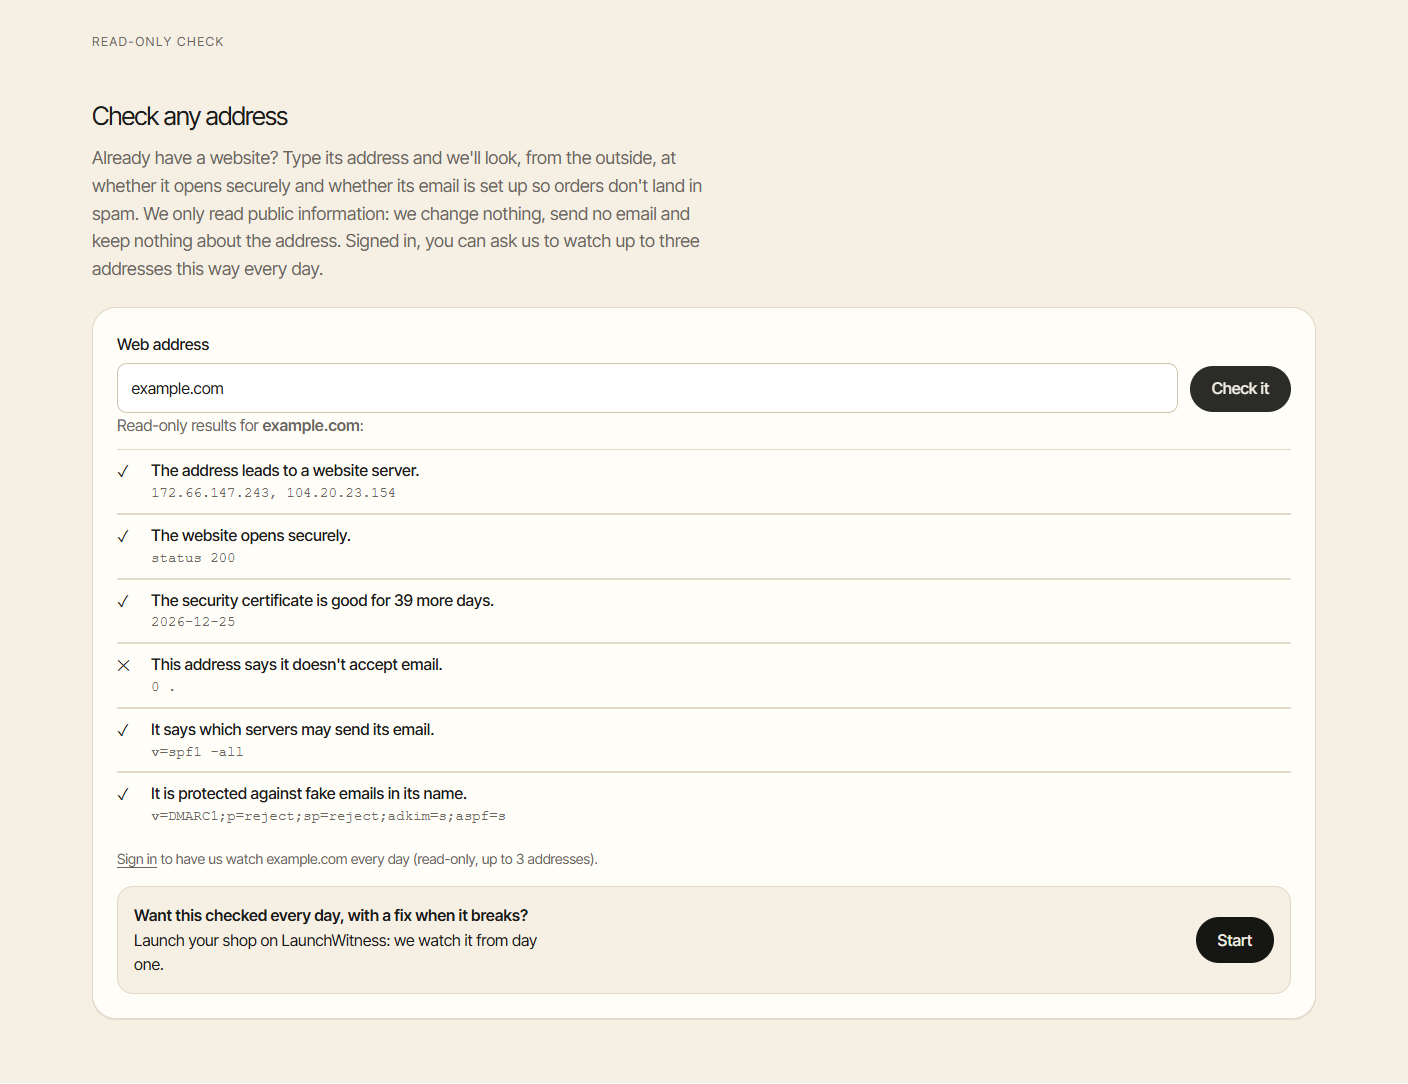 READ-ONLY CHECK
Check any address
Already have a website? Type its address and we'll look, from the outside, at
whether it opens securely and whether its email is set up so orders don't land in
spam. We only read public information: we change nothing, send no email and
keep nothing about the address. Signed in, you can ask us to watch up to three
addresses this way every day.
Web address
example.com
Check it
Read-only results for example.com:
✓ The address leads to a website server.
172.66.147.243, 104.20.23.154
✓ The website opens securely.
status 200
✓ The security certificate is good for 39 more days.
2026-12-25
✕ This address says it doesn't accept email.
0 .
✓ It says which servers may send its email.
v=spf1 -all
✓ It is protected against fake emails in its name.
v=DMARC1;p=reject;sp=reject;adkim=s;aspf=s
Sign in to have us watch example.com every day (read-only, up to 3 addresses).
Want this checked every day, with a fix when it breaks?
Launch your shop on LaunchWitness: we watch it from day
one.
Start